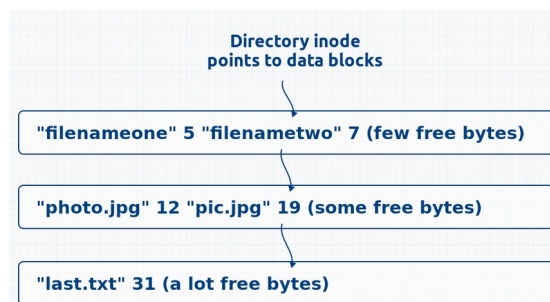 Directory inode
points to data blocks
"filenameone" 5 "filenametwo" 7 (few free bytes)
"photo.jpg" 12 "pic.jpg" 19 (some free bytes)
"last.txt" 31 (a lot free bytes)